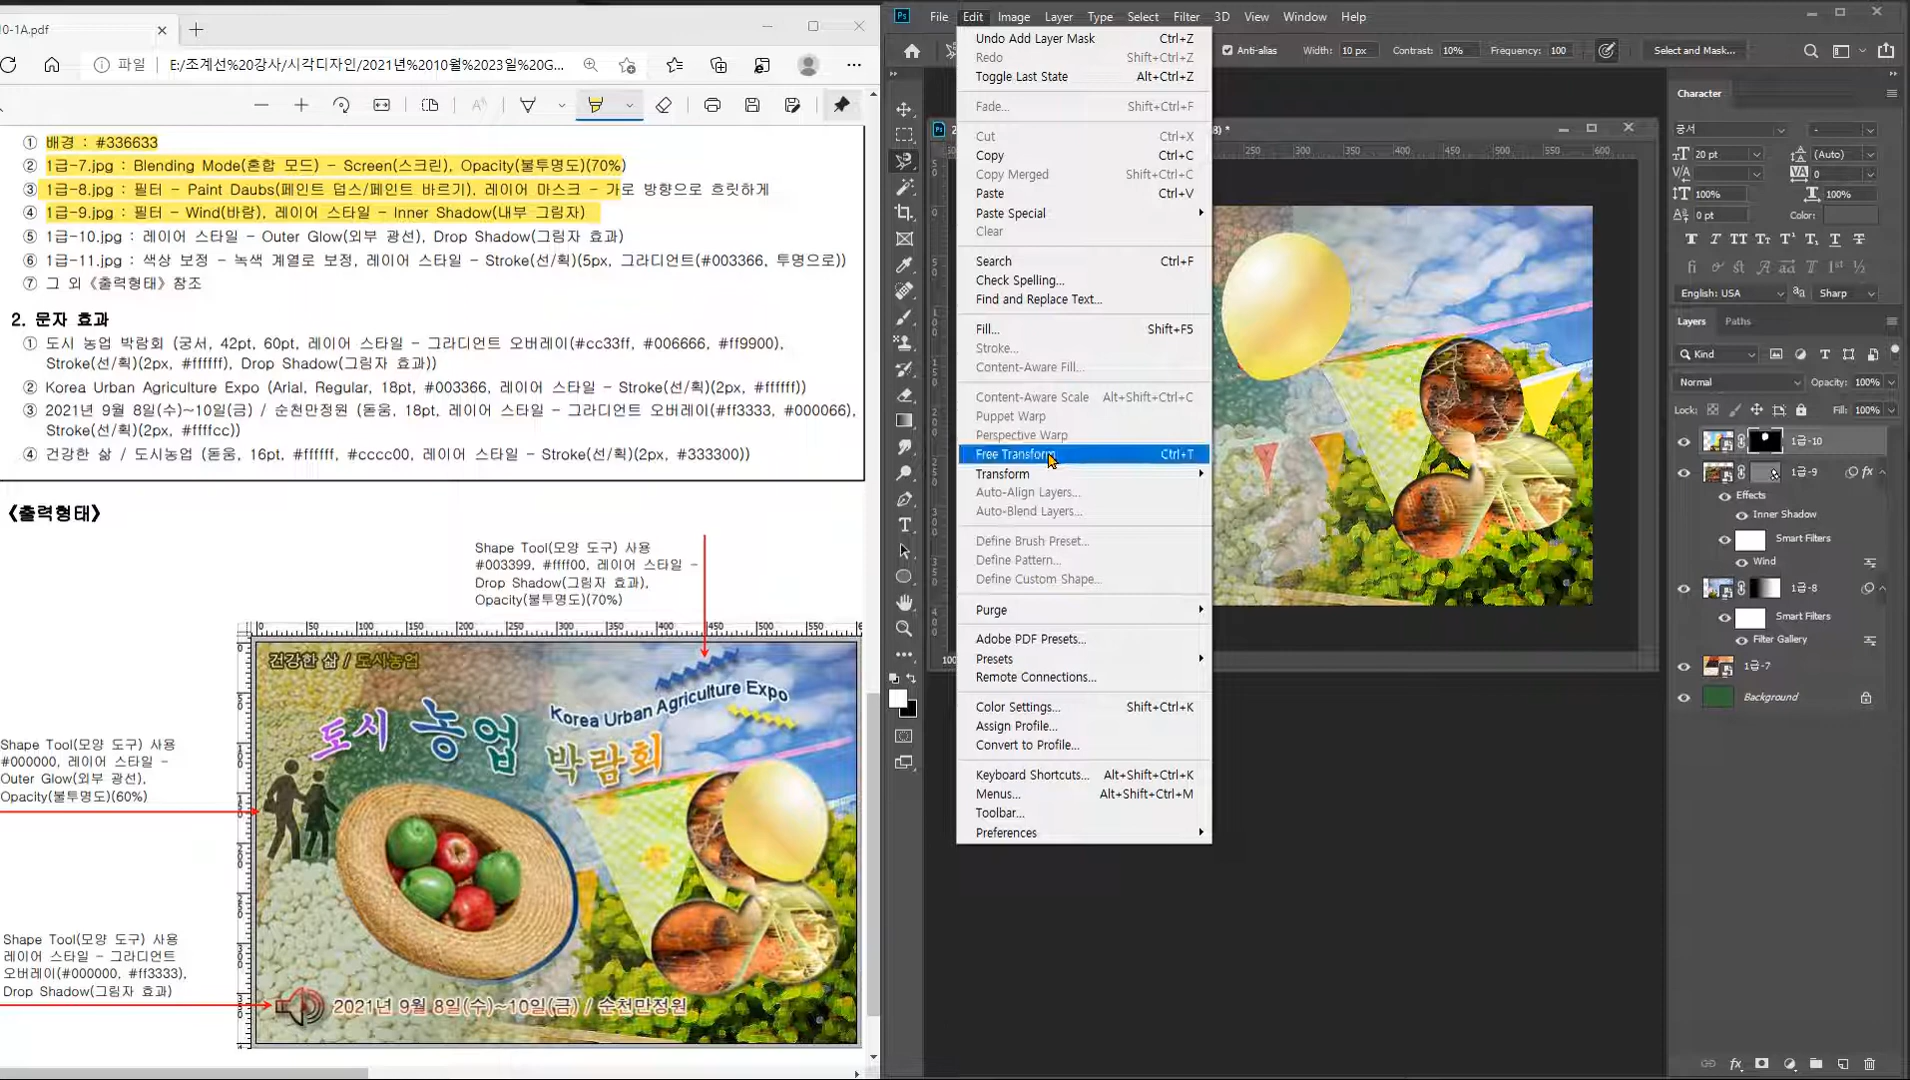 0-1A.pdf
파일
E:/조계선%20강사/시각디자인/2021년%2010월%2023일%20G...
① 배경 : #336633
② 1급-7.jpg : Blending Mode(혼합 모드) - Screen(스크린), Opacity(불투명도)(70%)
③ 1급-8.jpg : 필터 - Paint Daubs(페인트 덥스/페인트 바르기), 레이어 마스크 - 가로 방향으로 흐릿하게
④ 1급-9.jpg : 필터 - Wind(바람), 레이어 스타일 - Inner Shadow(내부 그림자)
⑤ 1급-10.jpg : 레이어 스타일 - Outer Glow(외부 광선), Drop Shadow(그림자 효과)
⑥ 1급-11.jpg : 색상 보정 - 녹색 계열로 보정, 레이어 스타일 - Stroke(선/획)(5px, 그라디언트(#003366, 투명으로))
⑦ 그 외《출력형태》참조
2. 문자 효과
① 도시 농업 박람회 (궁서, 42pt, 60pt, 레이어 스타일 - 그라디언트 오버레이(#cc33ff, #006666, #ff9900),
Stroke(선/획)(2px, #ffffff), Drop Shadow(그림자 효과))
② Korea Urban Agriculture Expo (Arial, Regular, 18pt, #003366, 레이어 스타일 - Stroke(선/획)(2px, #ffffff))
③ 2021년 9월 8일(수)~10일(금) / 순천만정원 (돋움, 18pt, 레이어 스타일 - 그라디언트 오버레이(#ff3333, #000066),
Stroke(선/획)(2px, #ffffcc))
④ 건강한 삶 / 도시농업 (돋움, 16pt, #ffffff, #cccc00, 레이어 스타일 - Stroke(선/획)(2px, #333300))
《출력형태》
Shape Tool(모양 도구) 사용
#003399, #ffff00, 레이어 스타일 -
Drop Shadow(그림자 효과),
Opacity(불투명도)(70%)
0 50 100 150 200 250 300 350 400 450 500 550 6
건강한 삶 / 도시농업
Korea Urban Agriculture Expo
도시 농업 박람회
Shape Tool(모양 도구) 사용
#000000, 레이어 스타일 -
Outer Glow(외부 광선),
Opacity(불투명도)(60%)
Shape Tool(모양 도구) 사용
레이어 스타일 - 그라디언트
오버레이(#000000, #ff3333),
Drop Shadow(그림자 효과)
2021년 9월 8일(수)~10일(금) / 순천만정원
Ps File Edit Image Layer Type Select Filter 3D View Window Help
Anti-alias Width: 10 px Contrast: 10% Frequency: 100 Select and Mask...
Undo Add Layer Mask Ctrl+Z
Redo Shift+Ctrl+Z
Toggle Last State Alt+Ctrl+Z
Fade... Shift+Ctrl+F
Cut Ctrl+X
Copy Ctrl+C
Copy Merged Shift+Ctrl+C
Paste Ctrl+V
Paste Special
Clear
Search Ctrl+F
Check Spelling...
Find and Replace Text...
Fill... Shift+F5
Stroke...
Content-Aware Fill...
Content-Aware Scale Alt+Shift+Ctrl+C
Puppet Warp
Perspective Warp
Free Transform Ctrl+T
Transform
Auto-Align Layers...
Auto-Blend Layers...
Define Brush Preset...
Define Pattern...
Define Custom Shape...
Purge
Adobe PDF Presets...
Presets
Remote Connections...
Color Settings... Shift+Ctrl+K
Assign Profile...
Convert to Profile...
Keyboard Shortcuts... Alt+Shift+Ctrl+K
Menus... Alt+Shift+Ctrl+M
Toolbar...
Preferences
8) *
250 300 350 400 450 500 550 600
Character
궁서 -
20 pt (Auto)
0
100% 100%
0 pt Color:
English: USA Sharp
Layers Paths
Kind
Normal Opacity: 100%
Lock: Fill: 100%
1급-10
1급-9 fx
Effects
Inner Shadow
Smart Filters
Wind
1급-8
Smart Filters
Filter Gallery
1급-7
Background